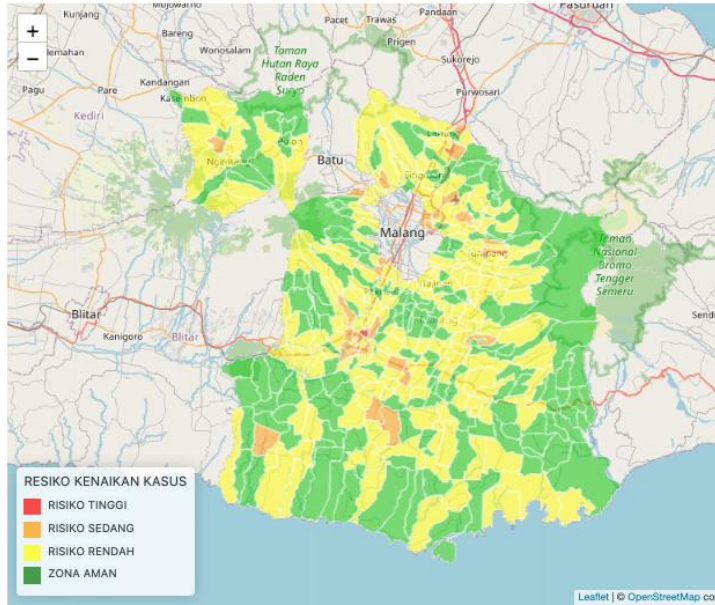 Kunjang
Mojowarno
Pacet
Trawas
Pandaan
Pasuruan
+
−
Bareng
Wonosalam
Prigen
Sukorejo
Taman
Hutan Raya
Raden
Pagu
Pare
Kandangan
Kasembon
Purwosari
Kediri
Batu
Malang
Taman
Nasional
Bromo
Tengger
Semeru
Blitar
Kanigoro
Blitar
RESIKO KENAIKAN KASUS
RISIKO TINGGI
RISIKO SEDANG
RISIKO RENDAH
ZONA AMAN
Leaflet | © OpenStreetMap co